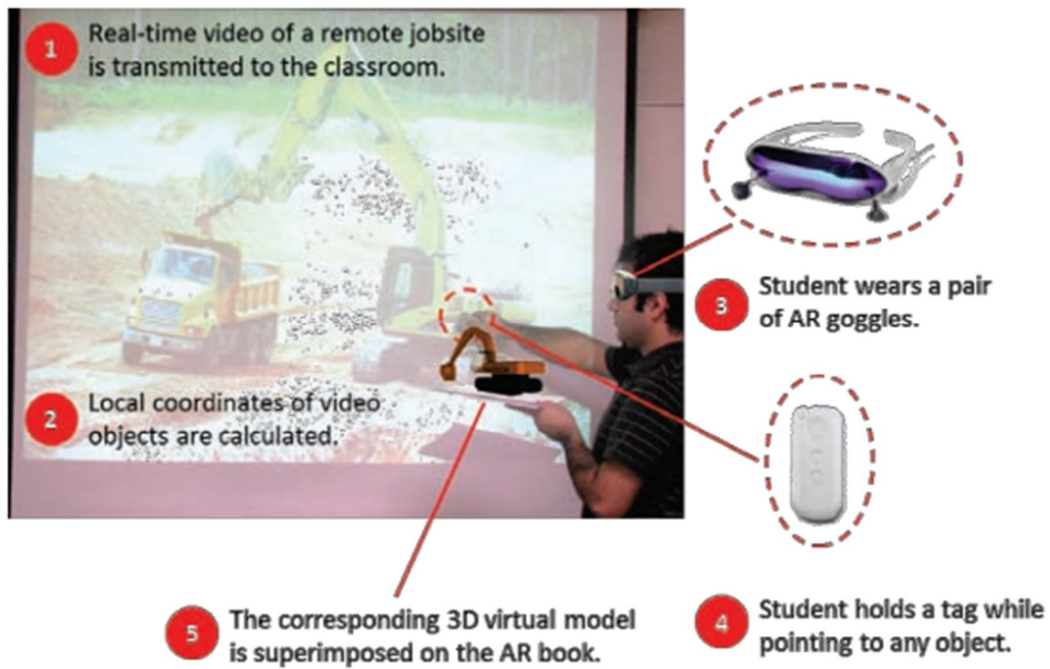 1
Real-time video of a remote jobsite
is transmitted to the classroom.
2
Local coordinates of video
objects are calculated.
3
Student wears a pair
of AR goggles.
4
Student holds a tag while
pointing to any object.
5
The corresponding 3D virtual model
is superimposed on the AR book.